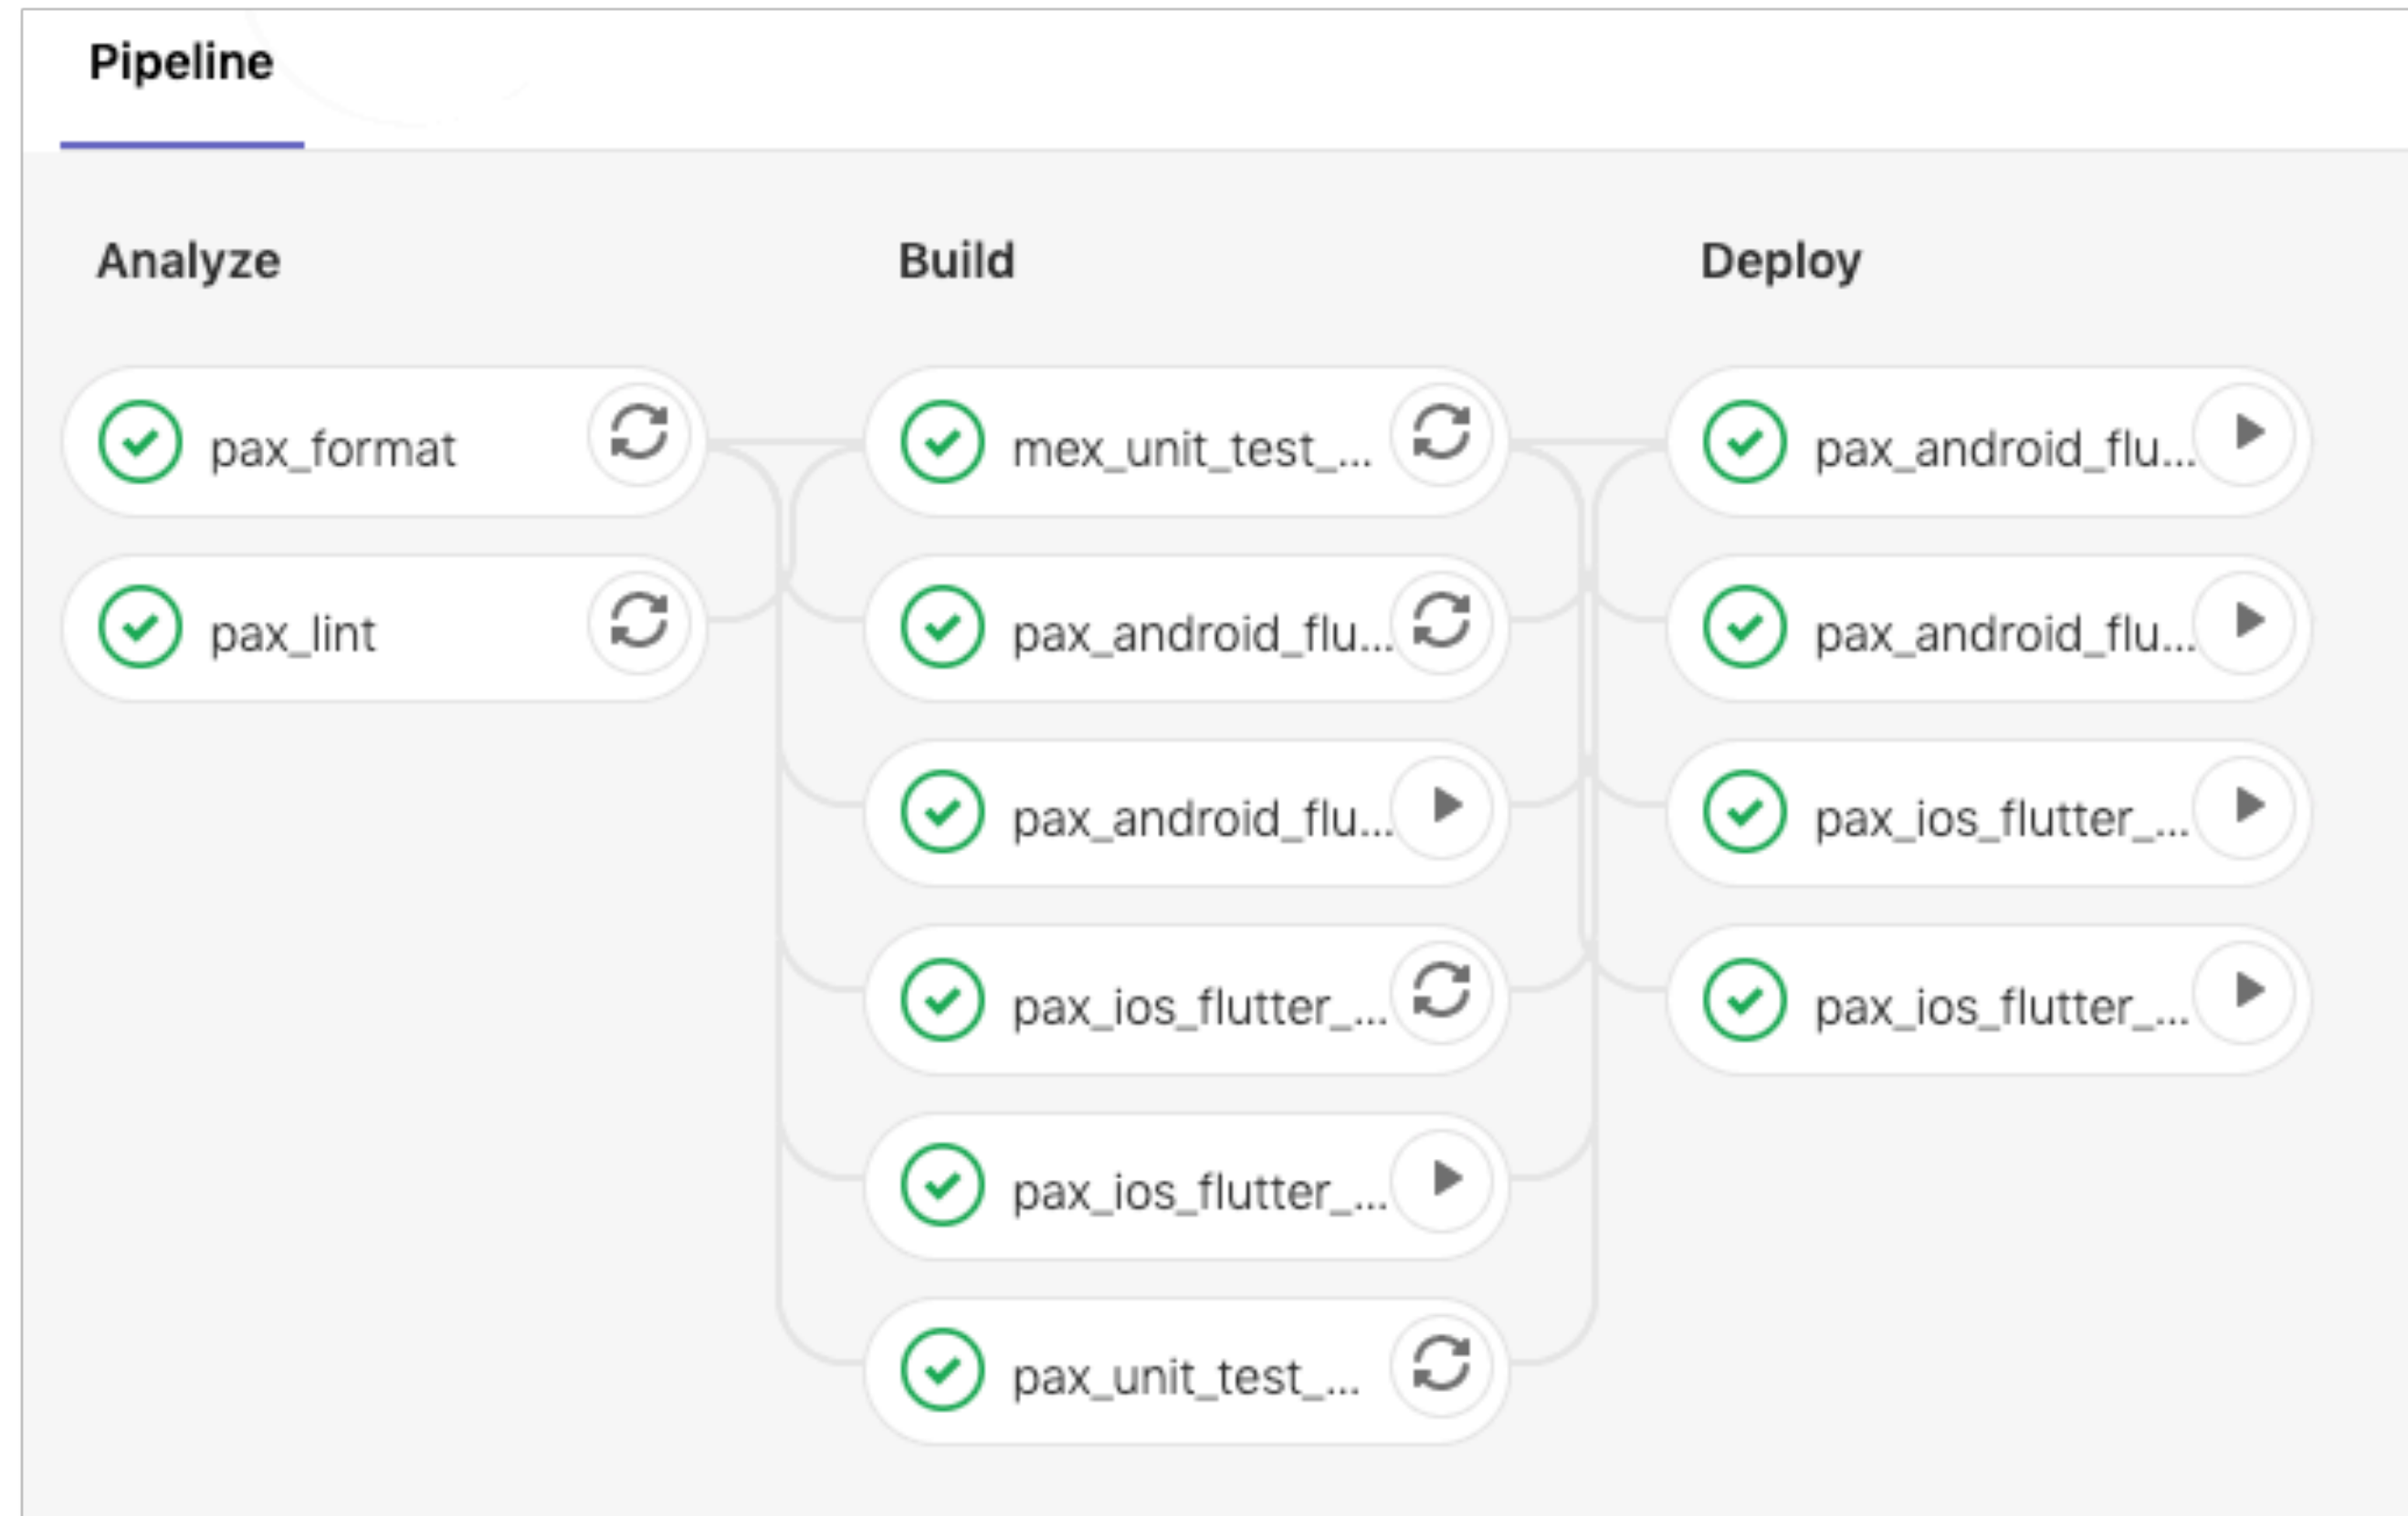 Pipeline
Analyze
Build
Deploy
pax_format
mex_unit_test_...
pax_android_flu...
pax_lint
pax_android_flu...
pax_android_flu...
pax_android_flu...
pax_ios_flutter_...
pax_ios_flutter_...
pax_ios_flutter_...
pax_ios_flutter_...
pax_unit_test_...